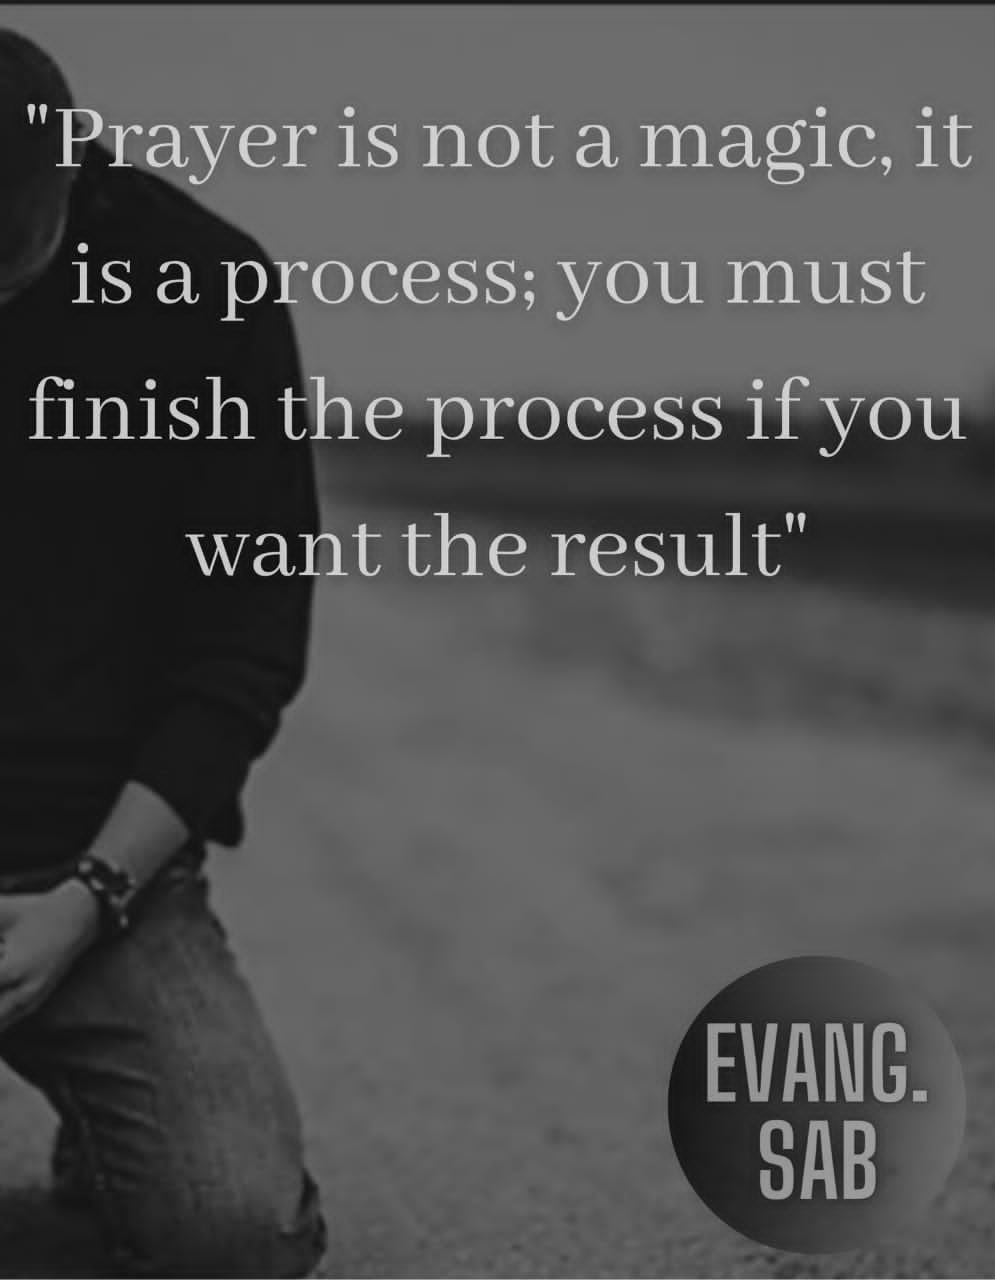 "Prayer is not a magic, it
is a process; you must
finish the process if you
want the result"
EVANG.
SAB